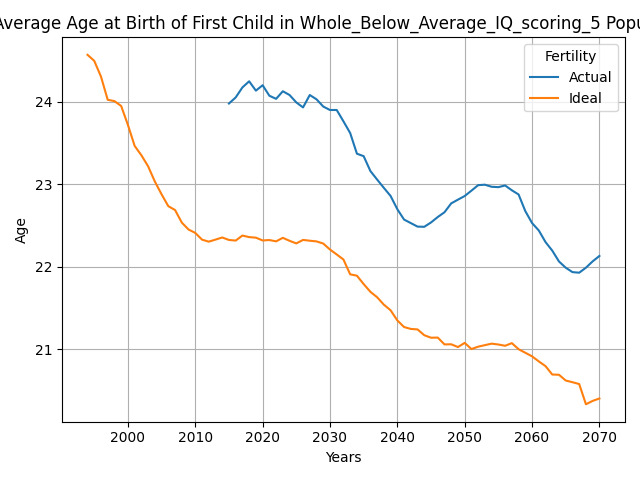 Average Age at Birth of First Child in Whole_Below_Average_IQ_scoring_5 Popu
Fertility
Actual
Ideal
Age
24
23
22
21
2000 2010 2020 2030 2040 2050 2060 2070
Years